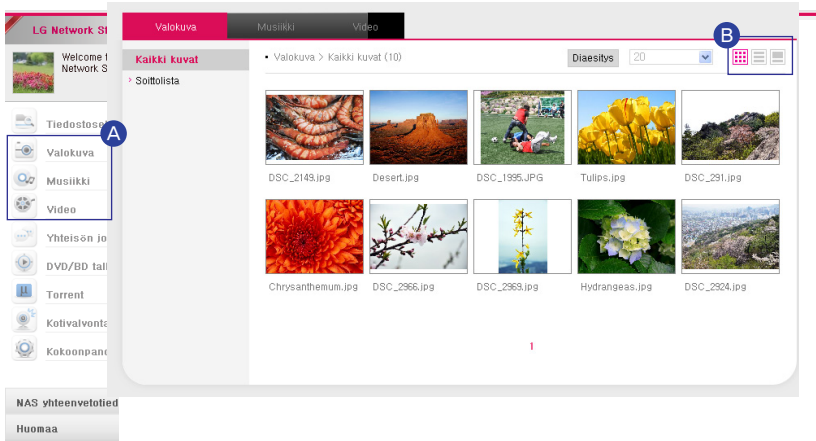 LG Network St
Welcome t
Network S
Tiedostosel
A
Valokuva
Musiikki
Video
Yhteisön jo
DVD/BD tall
Torrent
Kotivalvonta
Kokoonpano
NAS yhteenvetotied
Huomaa
Valokuva Musiikki Video
B
Kaikki kuvat
Soittolista
• Valokuva > Kaikki kuvat (10)
Diaesitys 20
DSC_2149.jpg Desert.jpg DSC_1995.JPG Tulips.jpg DSC_291.jpg
Chrysanthemum.jpg DSC_2966.jpg DSC_2969.jpg Hydrangeas.jpg DSC_2924.jpg
1